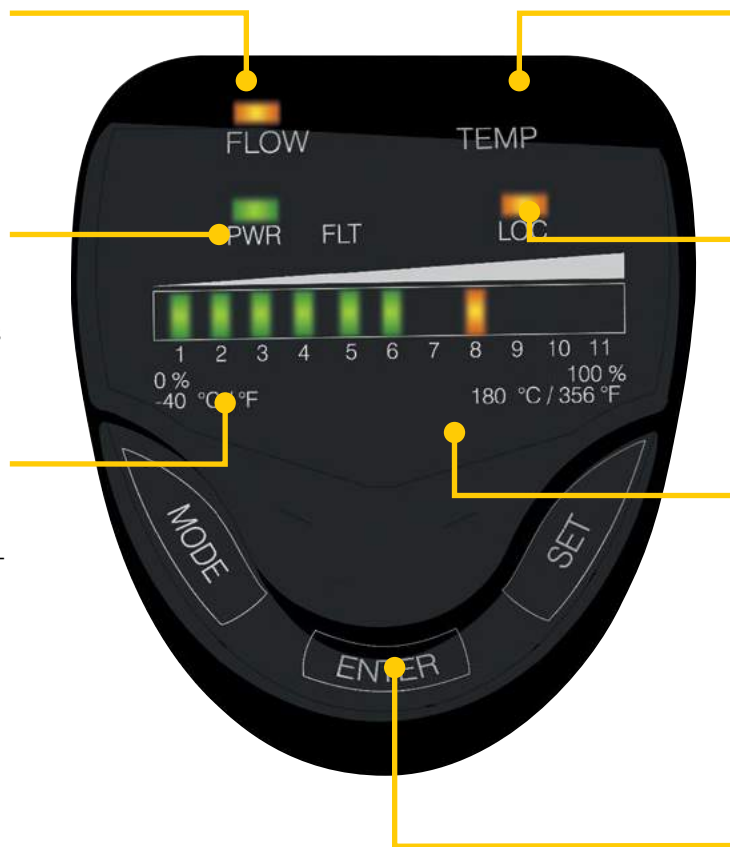 FLOW TEMP
PWR FLT LOC
1 2 3 4 5 6 7 8 9 10 11
0 % 100 %
-40 °C / °F 180 °C / 356 °F
MODE SET
ENTER